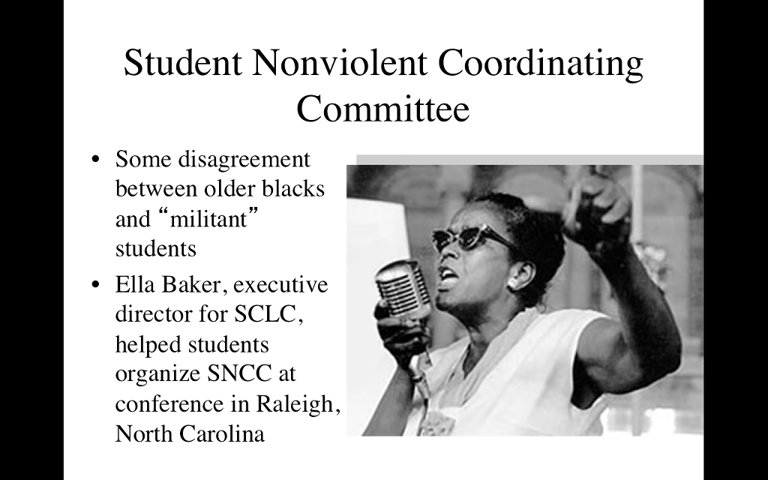 Student Nonviolent Coordinating
Committee
• Some disagreement
between older blacks
and “militant”
students
• Ella Baker, executive
director for SCLC,
helped students
organize SNCC at
conference in Raleigh,
North Carolina